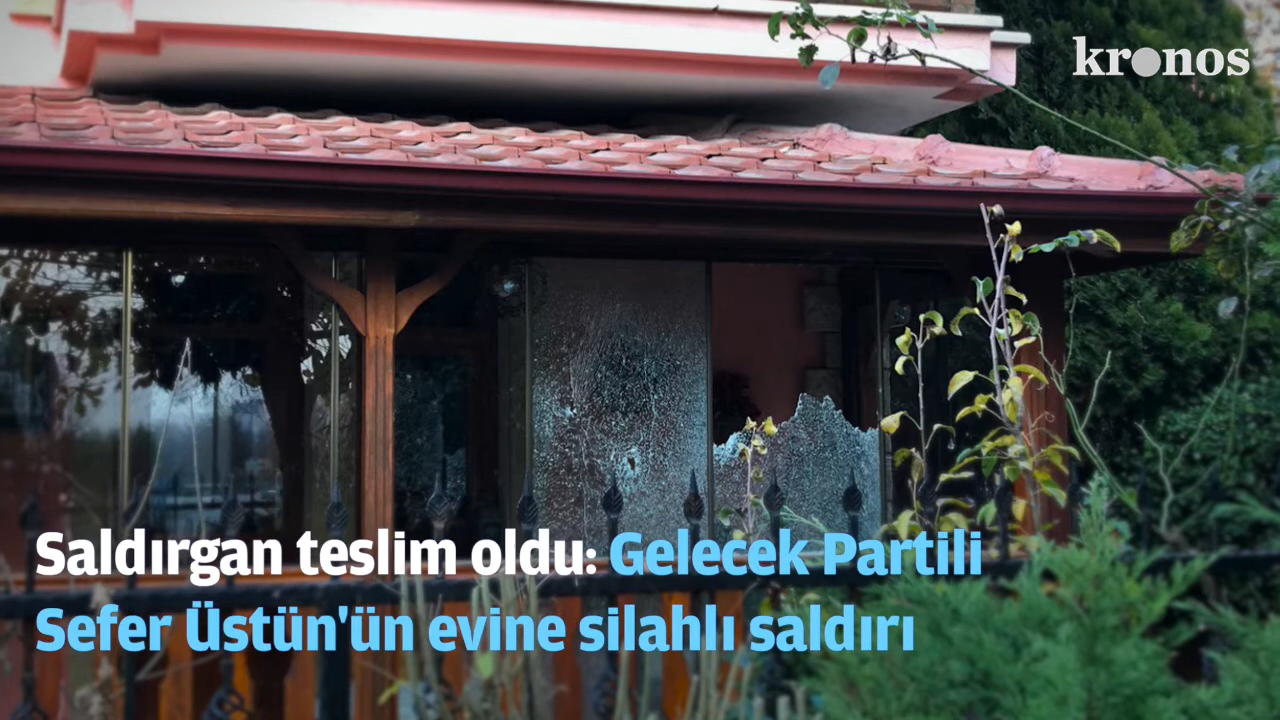 kronos
Saldırgan teslim oldu: Gelecek Partili
Sefer Üstün'ün evine silahlı saldırı